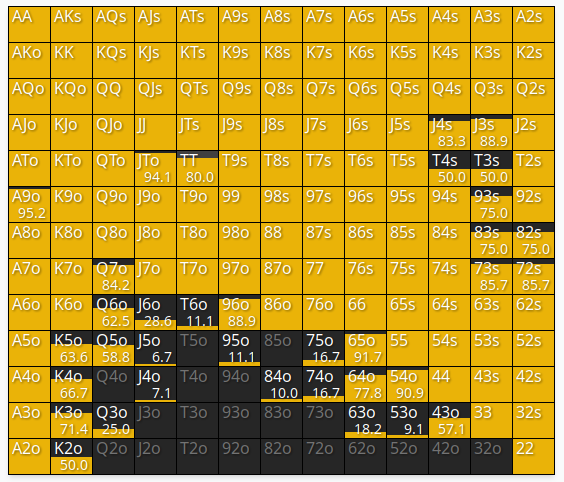 AA AKs AQs AJs ATs A9s A8s A7s A6s A5s A4s A3s A2s
AKo KK KQs KJs KTs K9s K8s K7s K6s K5s K4s K3s K2s
AQo KQo QQ QJs QTs Q9s Q8s Q7s Q6s Q5s Q4s Q3s Q2s
AJo KJo QJo JJ JTs J9s J8s J7s J6s J5s J4s J3s J2s
83.3 88.9
ATo KTo QTo JTo TT T9s T8s T7s T6s T5s T4s T3s T2s
94.1 80.0 50.0 50.0
A9o K9o Q9o J9o T9o 99 98s 97s 96s 95s 94s 93s 92s
95.2 75.0
A8o K8o Q8o J8o T8o 98o 88 87s 86s 85s 84s 83s 82s
75.0 75.0
A7o K7o Q7o J7o T7o 97o 87o 77 76s 75s 74s 73s 72s
84.2 85.7 85.7
A6o K6o Q6o J6o T6o 96o 86o 76o 66 65s 64s 63s 62s
62.5 28.6 11.1 88.9
A5o K5o Q5o J5o T5o 95o 85o 75o 65o 55 54s 53s 52s
63.6 58.8 6.7 11.1 16.7 91.7
A4o K4o Q4o J4o T4o 94o 84o 74o 64o 54o 44 43s 42s
66.7 7.1 10.0 16.7 77.8 90.9
A3o K3o Q3o J3o T3o 93o 83o 73o 63o 53o 43o 33 32s
71.4 25.0 18.2 9.1 57.1
A2o K2o Q2o J2o T2o 92o 82o 72o 62o 52o 42o 32o 22
50.0